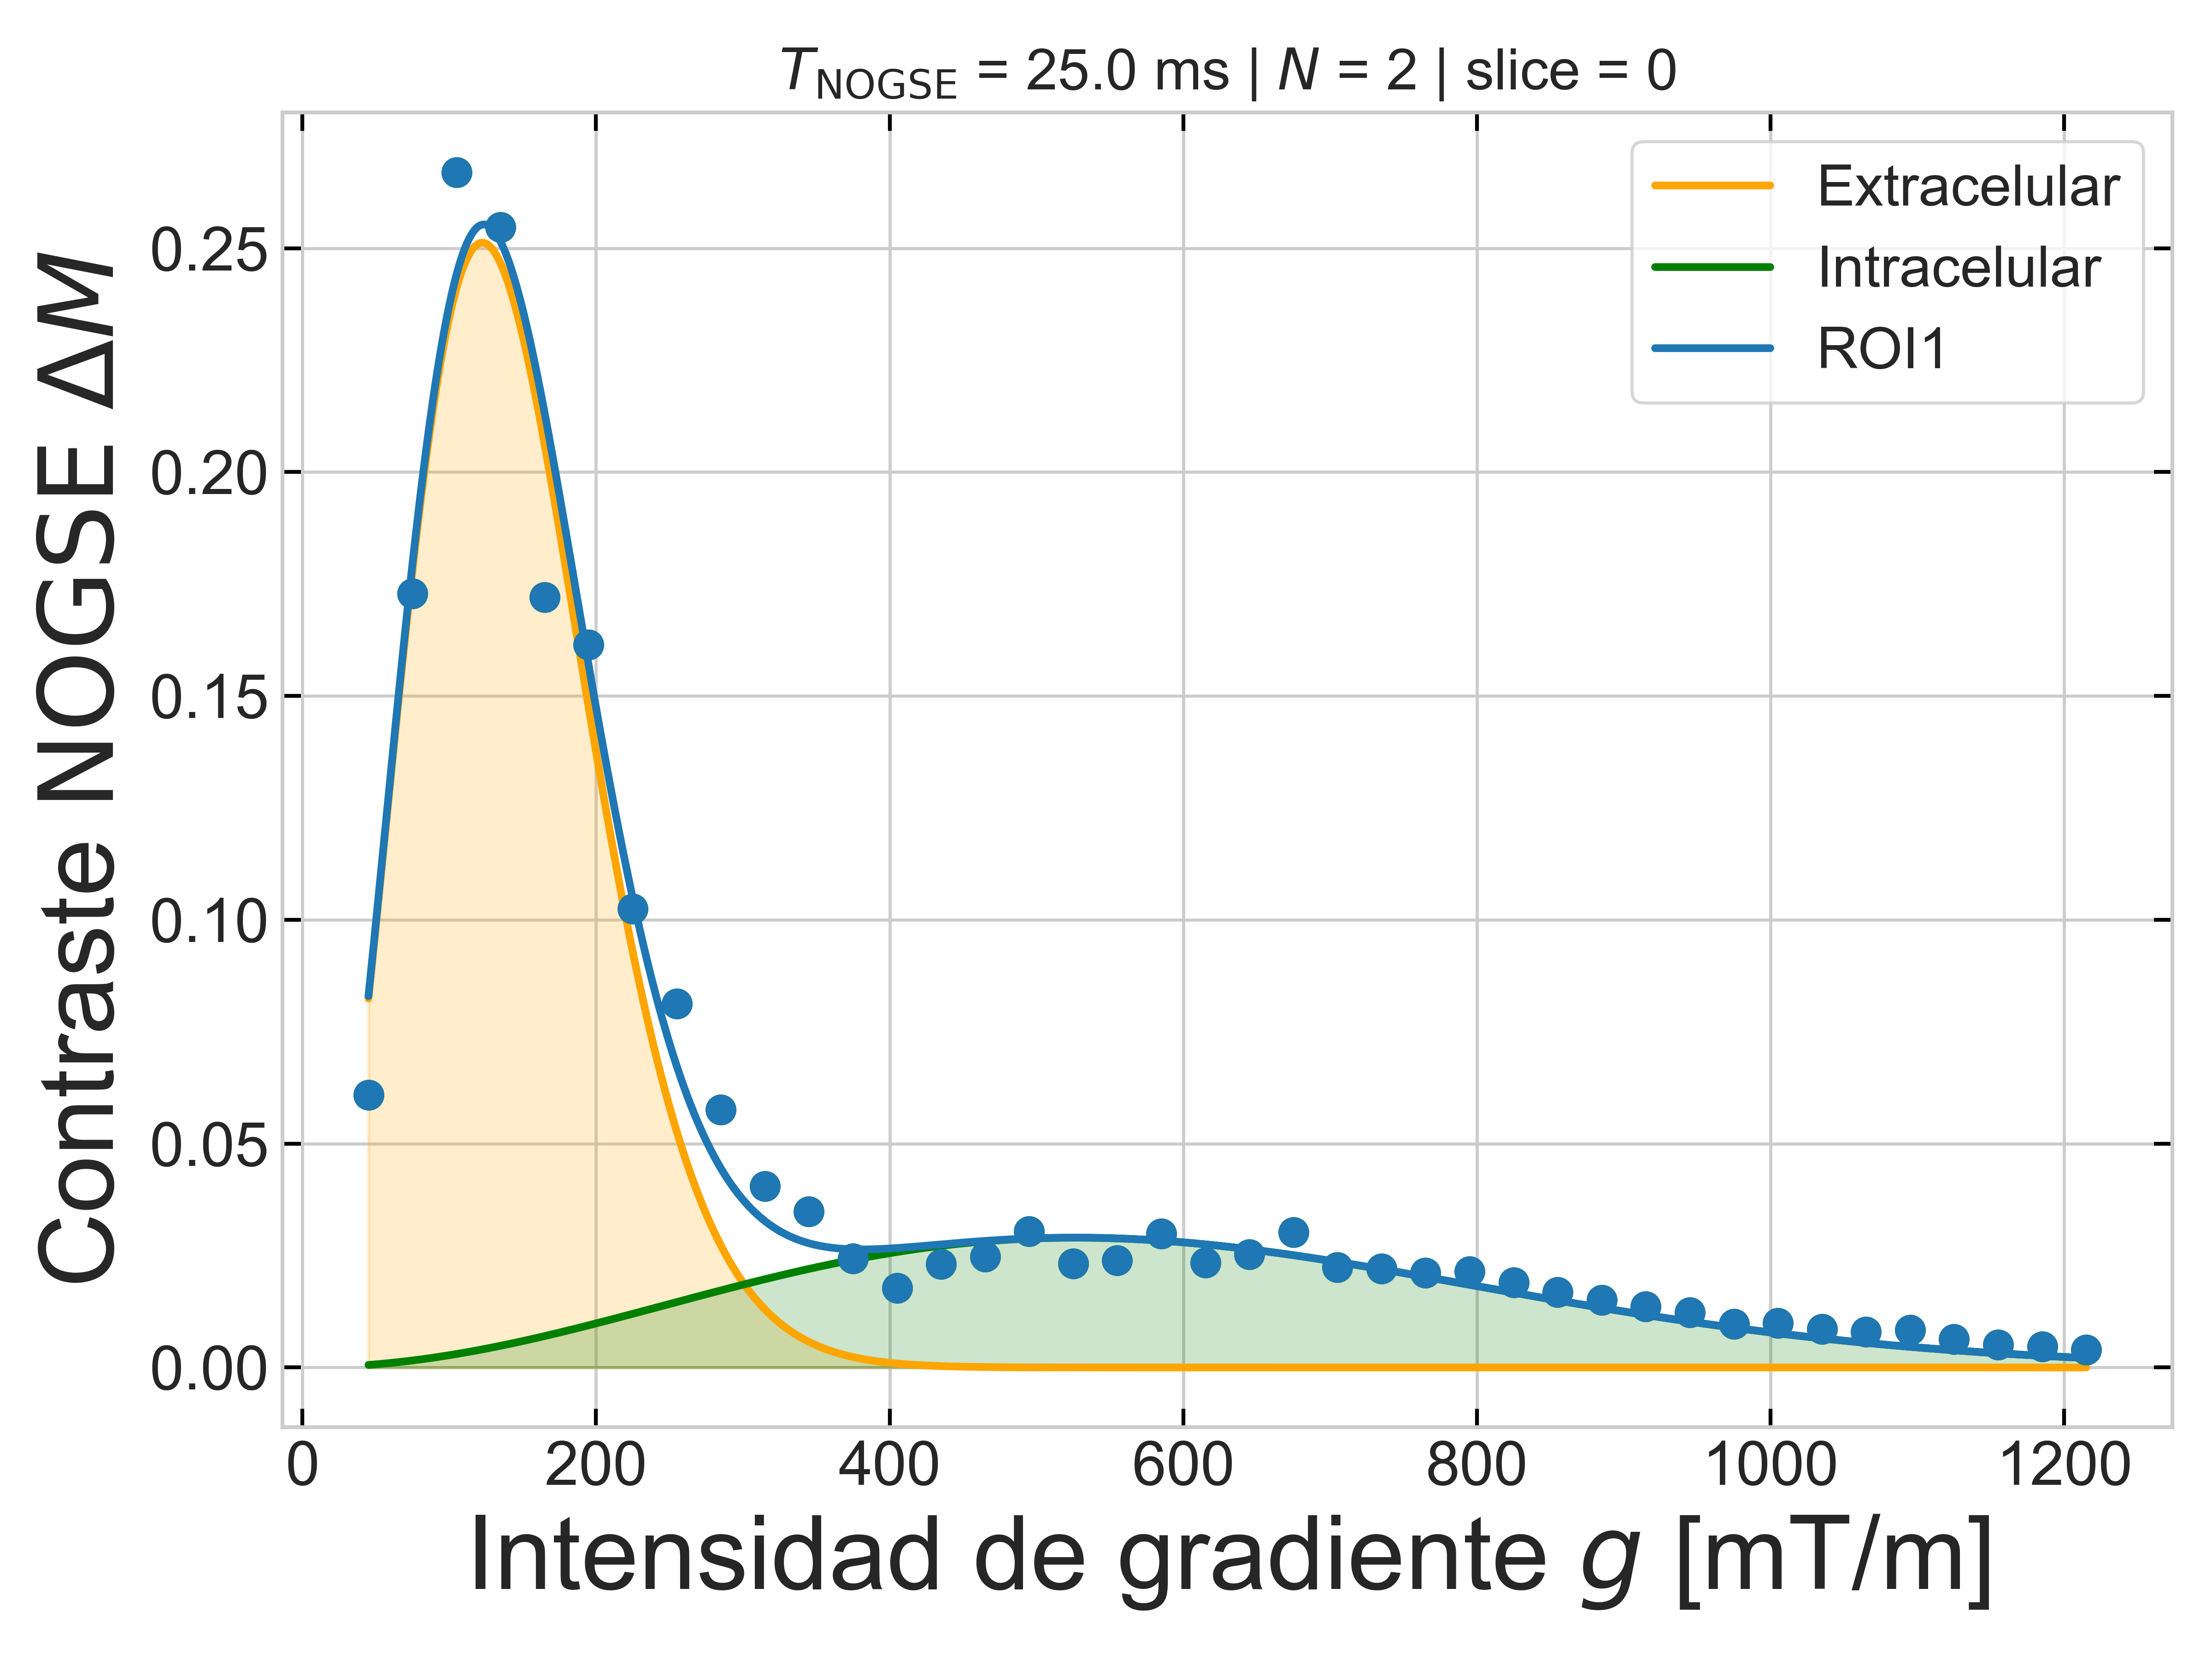 T_NOGSE = 25.0 ms | N = 2 | slice = 0
Extracelular
Intracelular
ROI1
Contraste NOGSE ΔM
0.25
0.20
0.15
0.10
0.05
0.00
0 200 400 600 800 1000 1200
Intensidad de gradiente g [mT/m]